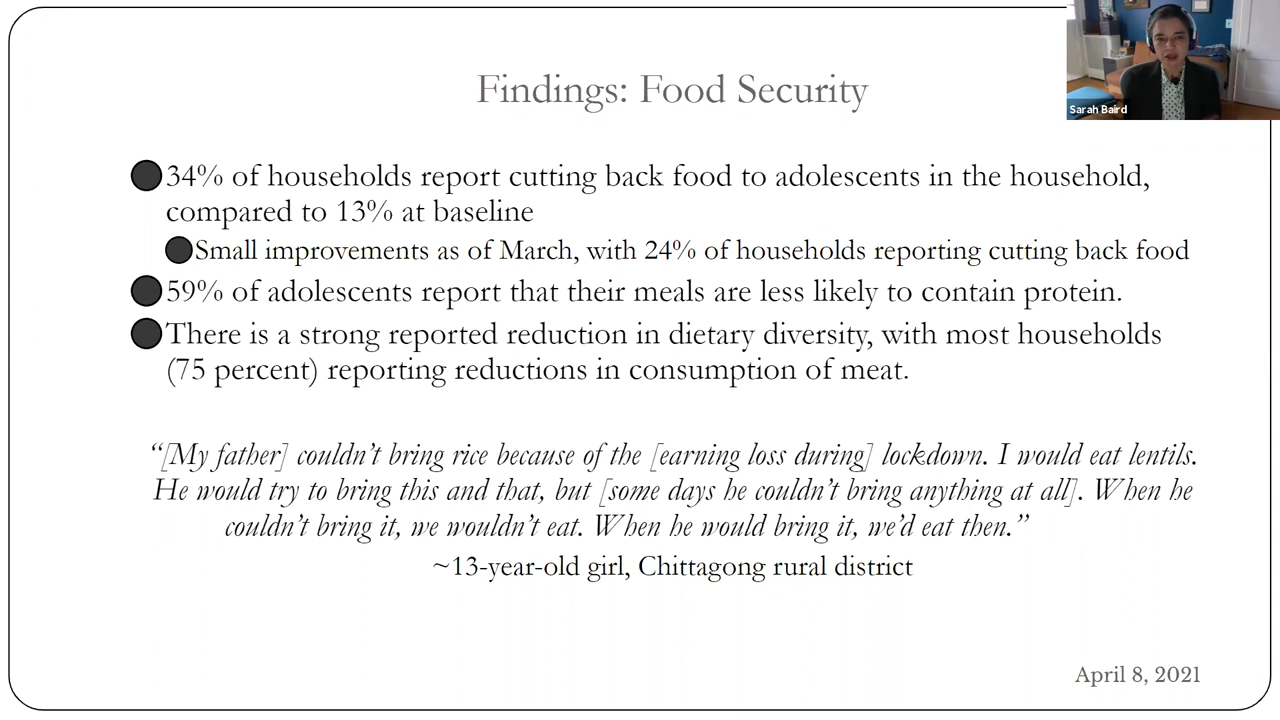 Findings: Food Security
Sarah Baird
34% of households report cutting back food to adolescents in the household,
compared to 13% at baseline
Small improvements as of March, with 24% of households reporting cutting back food
59% of adolescents report that their meals are less likely to contain protein.
There is a strong reported reduction in dietary diversity, with most households
(75 percent) reporting reductions in consumption of meat.
“[My father] couldn’t bring rice because of the [earning loss during] lockdown. I would eat lentils.
He would try to bring this and that, but [some days he couldn’t bring anything at all]. When he
couldn’t bring it, we wouldn’t eat. When he would bring it, we’d eat then.”
~13-year-old girl, Chittagong rural district
April 8, 2021